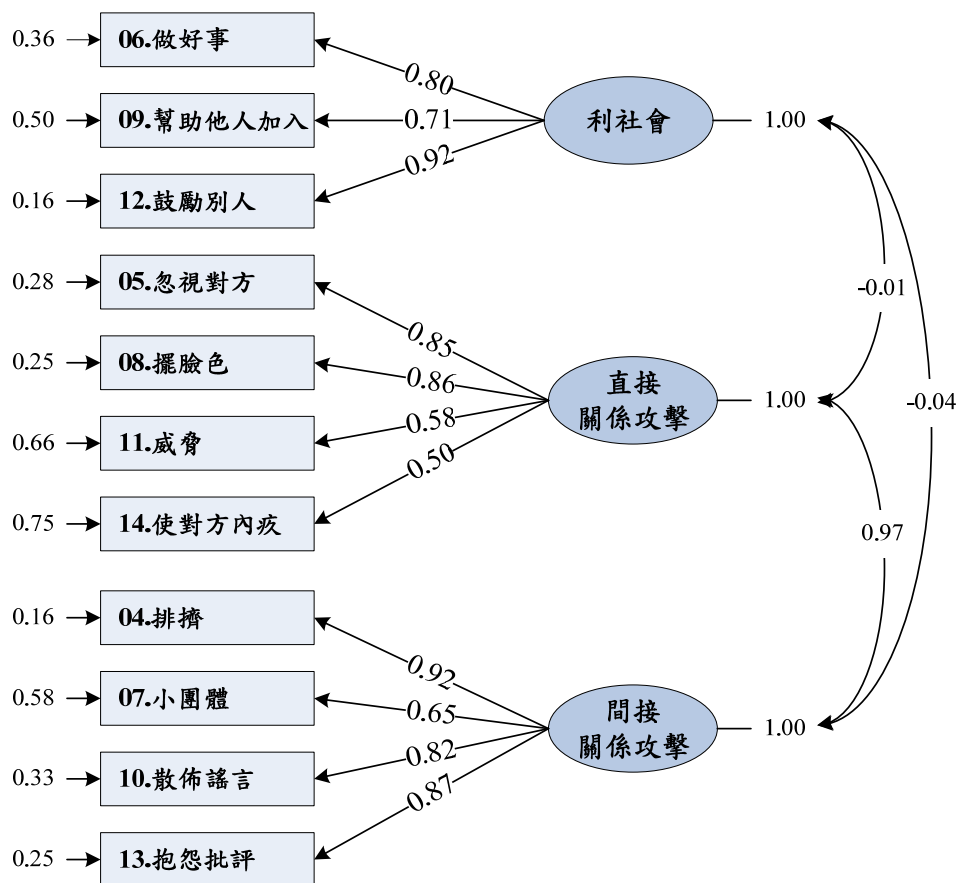 0.36
06.做好事
0.80
0.50
09.幫助他人加入
0.71
利社會
1.00
0.16
12.鼓勵別人
0.92
0.28
05.忽視對方
0.85
-0.01
0.25
08.擺臉色
0.86
直接
關係攻擊
1.00
-0.04
0.66
11.威脅
0.58
0.75
14.使對方內疚
0.50
0.97
0.16
04.排擠
0.92
0.58
07.小團體
0.65
間接
關係攻擊
1.00
0.33
10.散佈謠言
0.82
0.25
13.抱怨批評
0.87